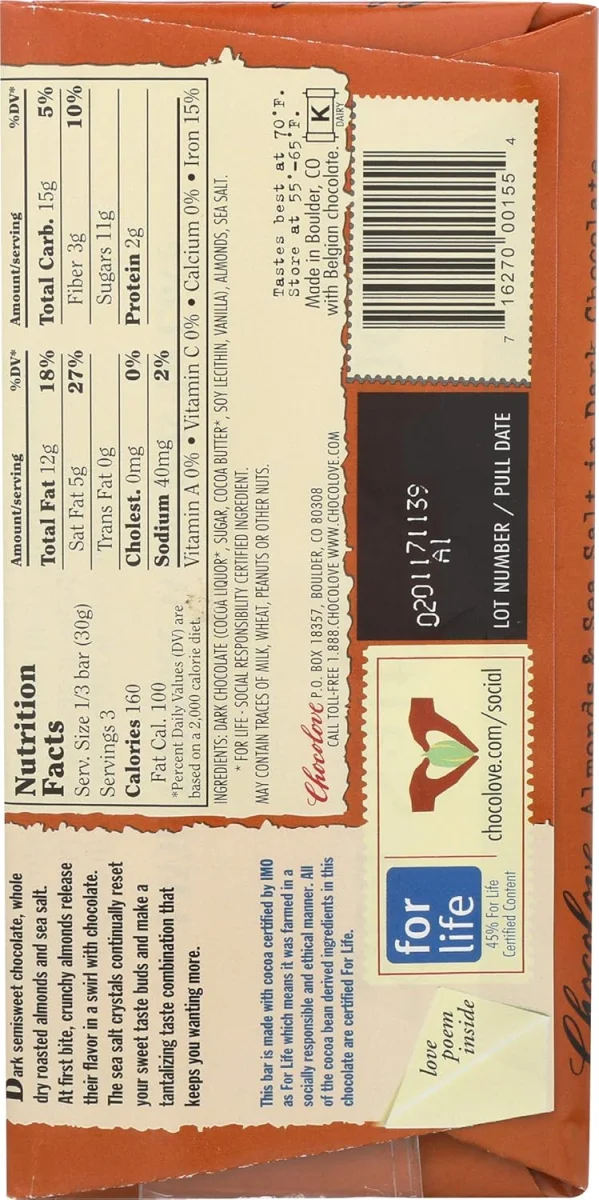 Dark semisweet chocolate, whole
dry roasted almonds and sea salt.
At first bite, crunchy almonds release
their flavor in a swirl with chocolate.
The sea salt crystals continually reset
your sweet taste buds and make a
tantalizing taste combination that
keeps you wanting more.
This bar is made with cocoa certified by IMO
as For Life which means it was farmed in a
socially responsible and ethical manner. All
of the cocoa bean derived ingredients in this
chocolate are certified For Life.
love
poem
inside
Nutrition
Facts
Serv. Size 1/3 bar (30g)
Servings 3
Calories 160
Fat Cal. 100
*Percent Daily Values (DV) are
based on a 2,000 calorie diet.
Amount/serving %DV* Amount/serving %DV*
Total Fat 12g 18% Total Carb. 15g 5%
Sat Fat 5g 27% Fiber 3g 10%
Trans Fat 0g Sugars 11g
Cholest. 0mg 0% Protein 2g
Sodium 40mg 2%
Vitamin A 0% • Vitamin C 0% • Calcium 0% • Iron 15%
INGREDIENTS: DARK CHOCOLATE (COCOA LIQUOR*, SUGAR, COCOA BUTTER*, SOY LECITHIN, VANILLA), ALMONDS, SEA SALT.
* FOR LIFE - SOCIAL RESPONSIBILITY CERTIFIED INGREDIENT.
MAY CONTAIN TRACES OF MILK, WHEAT, PEANUTS OR OTHER NUTS.
Chocolove P.O. BOX 18357, BOULDER, CO 80308
CALL TOLL-FREE 1.888.CHOCOLOVE WWW.CHOCOLOVE.COM
Tastes best at 70°F.
Store at 55°-65°F.
Made in Boulder, CO
with Belgian chocolate.
K
DAIRY
for
life
45% For Life
Certified Content
chocolove.com/social
0201171139
A1
LOT NUMBER / PULL DATE
7 16270 00155 4
Chocolove Almonds & Sea Salt in Dark Chocolate